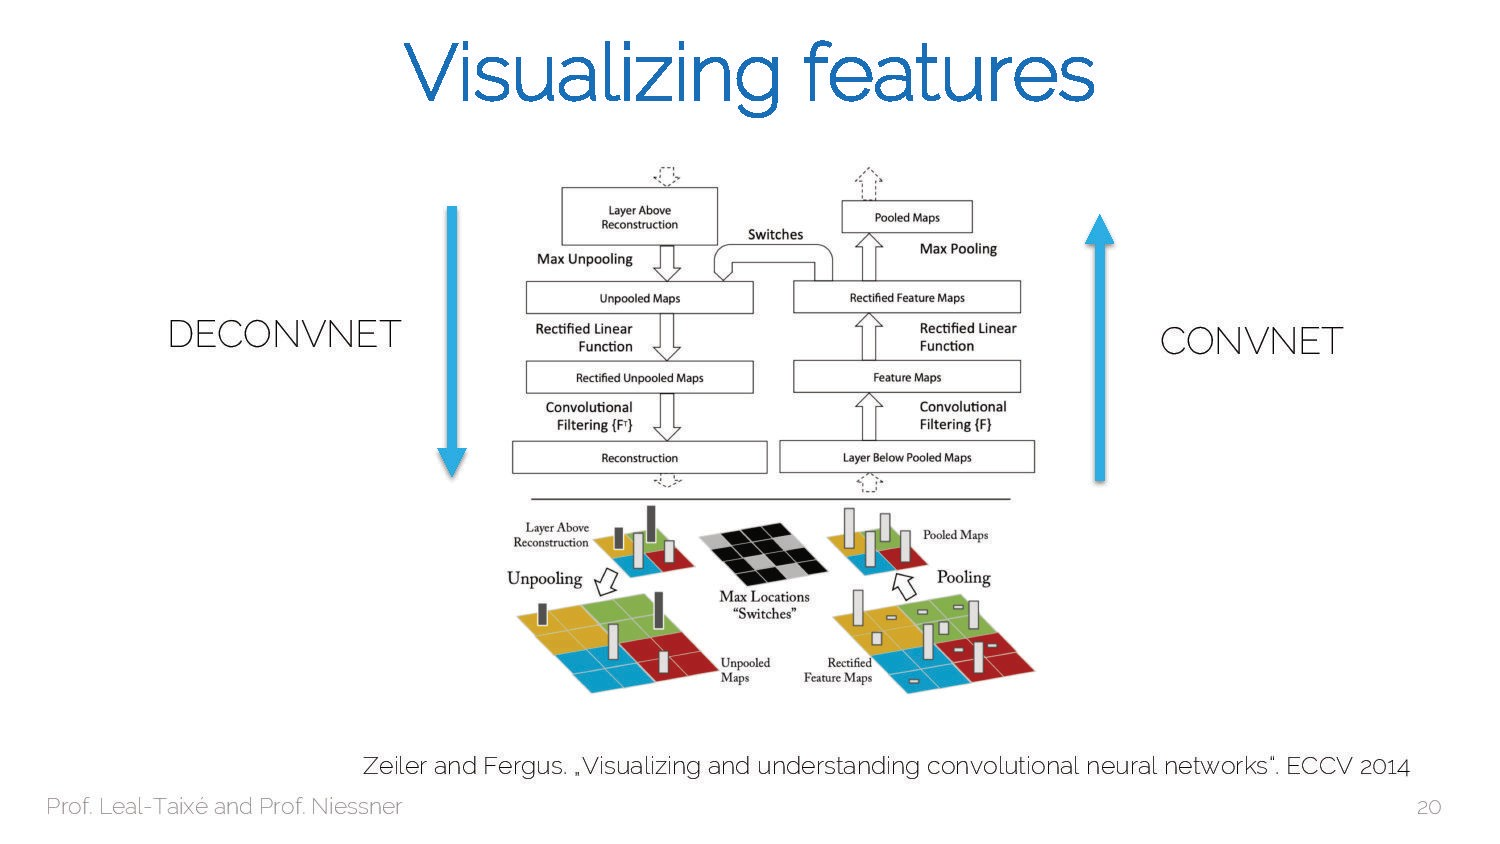 Visualizing features
Layer Above
Reconstruction
Pooled Maps
Switches
Max Unpooling
Max Pooling
Unpooled Maps
Rectified Feature Maps
Rectified Linear
Function
Rectified Linear
Function
DECONVNET
CONVNET
Rectified Unpooled Maps
Feature Maps
Convolutional
Filtering {Fᵀ}
Convolutional
Filtering {F}
Reconstruction
Layer Below Pooled Maps
Layer Above
Reconstruction
Pooled Maps
Unpooling
Pooling
Max Locations
“Switches”
Unpooled
Maps
Rectified
Feature Maps
Zeiler and Fergus. „Visualizing and understanding convolutional neural networks“. ECCV 2014
Prof. Leal-Taixé and Prof. Niessner
20